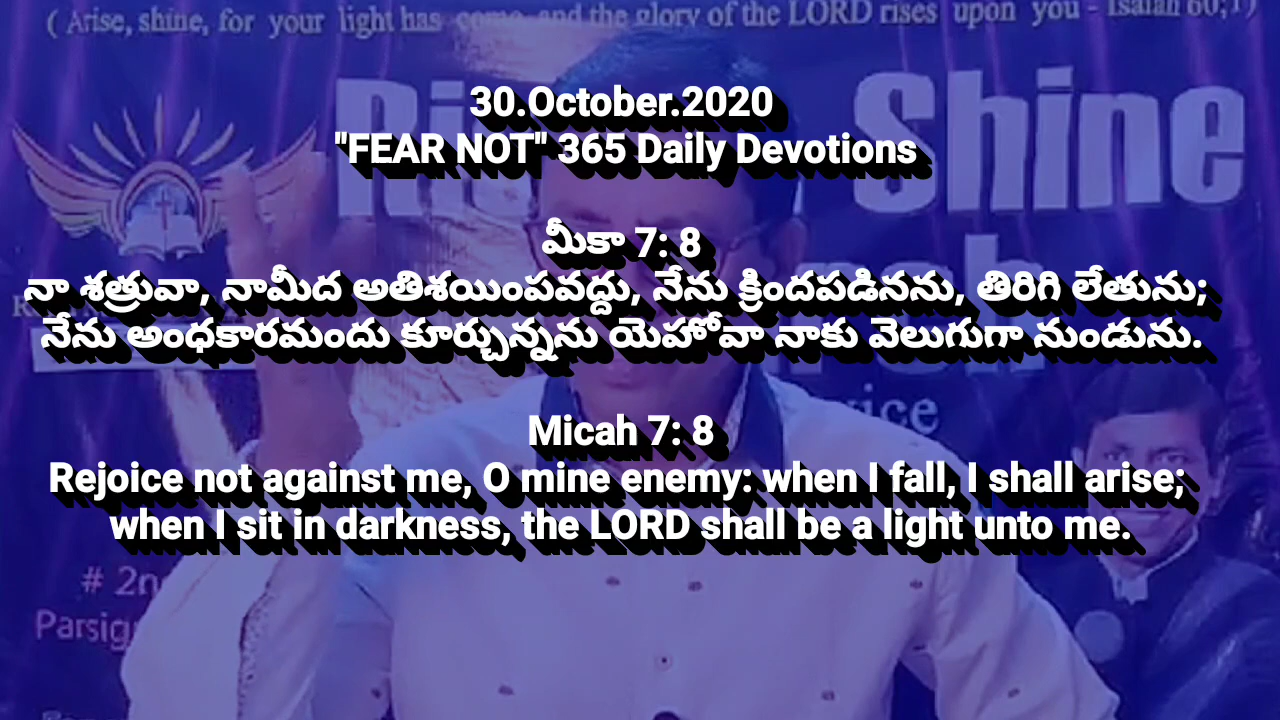 ( Arise, shine, for your light has come and the glory of the LORD rises upon you - Isaiah 60;1)
Shine
30.October.2020
"FEAR NOT" 365 Daily Devotions
మీకా 7: 8
నా శత్రువా, నామీద అతిశయింపవద్దు, నేను క్రిందపడినను, తిరిగి లేతును;
నేను అంధకారమందు కూర్చున్నను యెహోవా నాకు వెలుగుగా నుండును.
Micah 7: 8
Rejoice not against me, O mine enemy: when I fall, I shall arise;
when I sit in darkness, the LORD shall be a light unto me.